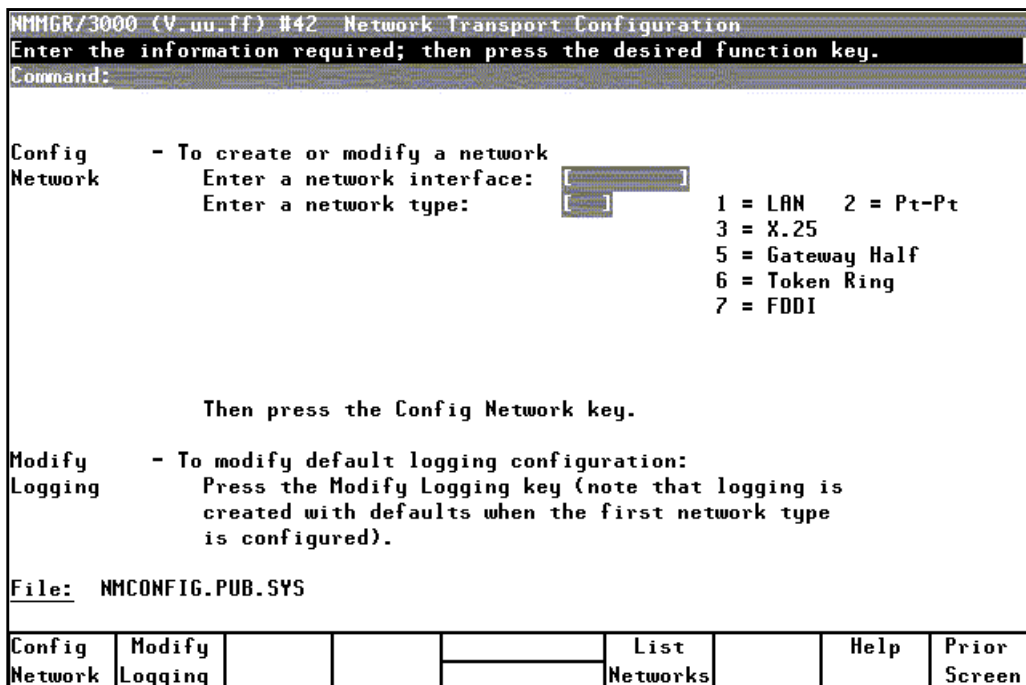 NMMGR/3000 (V.uu.ff) #42  Network Transport Configuration
Enter the information required; then press the desired function key.
Command:
Config - To create or modify a network
Network Enter a network interface: [ ]
Enter a network type: [ ] 1 = LAN 2 = Pt-Pt
3 = X.25
5 = Gateway Half
6 = Token Ring
7 = FDDI
Then press the Config Network key.
Modify - To modify default logging configuration:
Logging Press the Modify Logging key (note that logging is
created with defaults when the first network type
is configured).
File: NMCONFIG.PUB.SYS
Config Modify List Help Prior
Network Logging Networks Screen